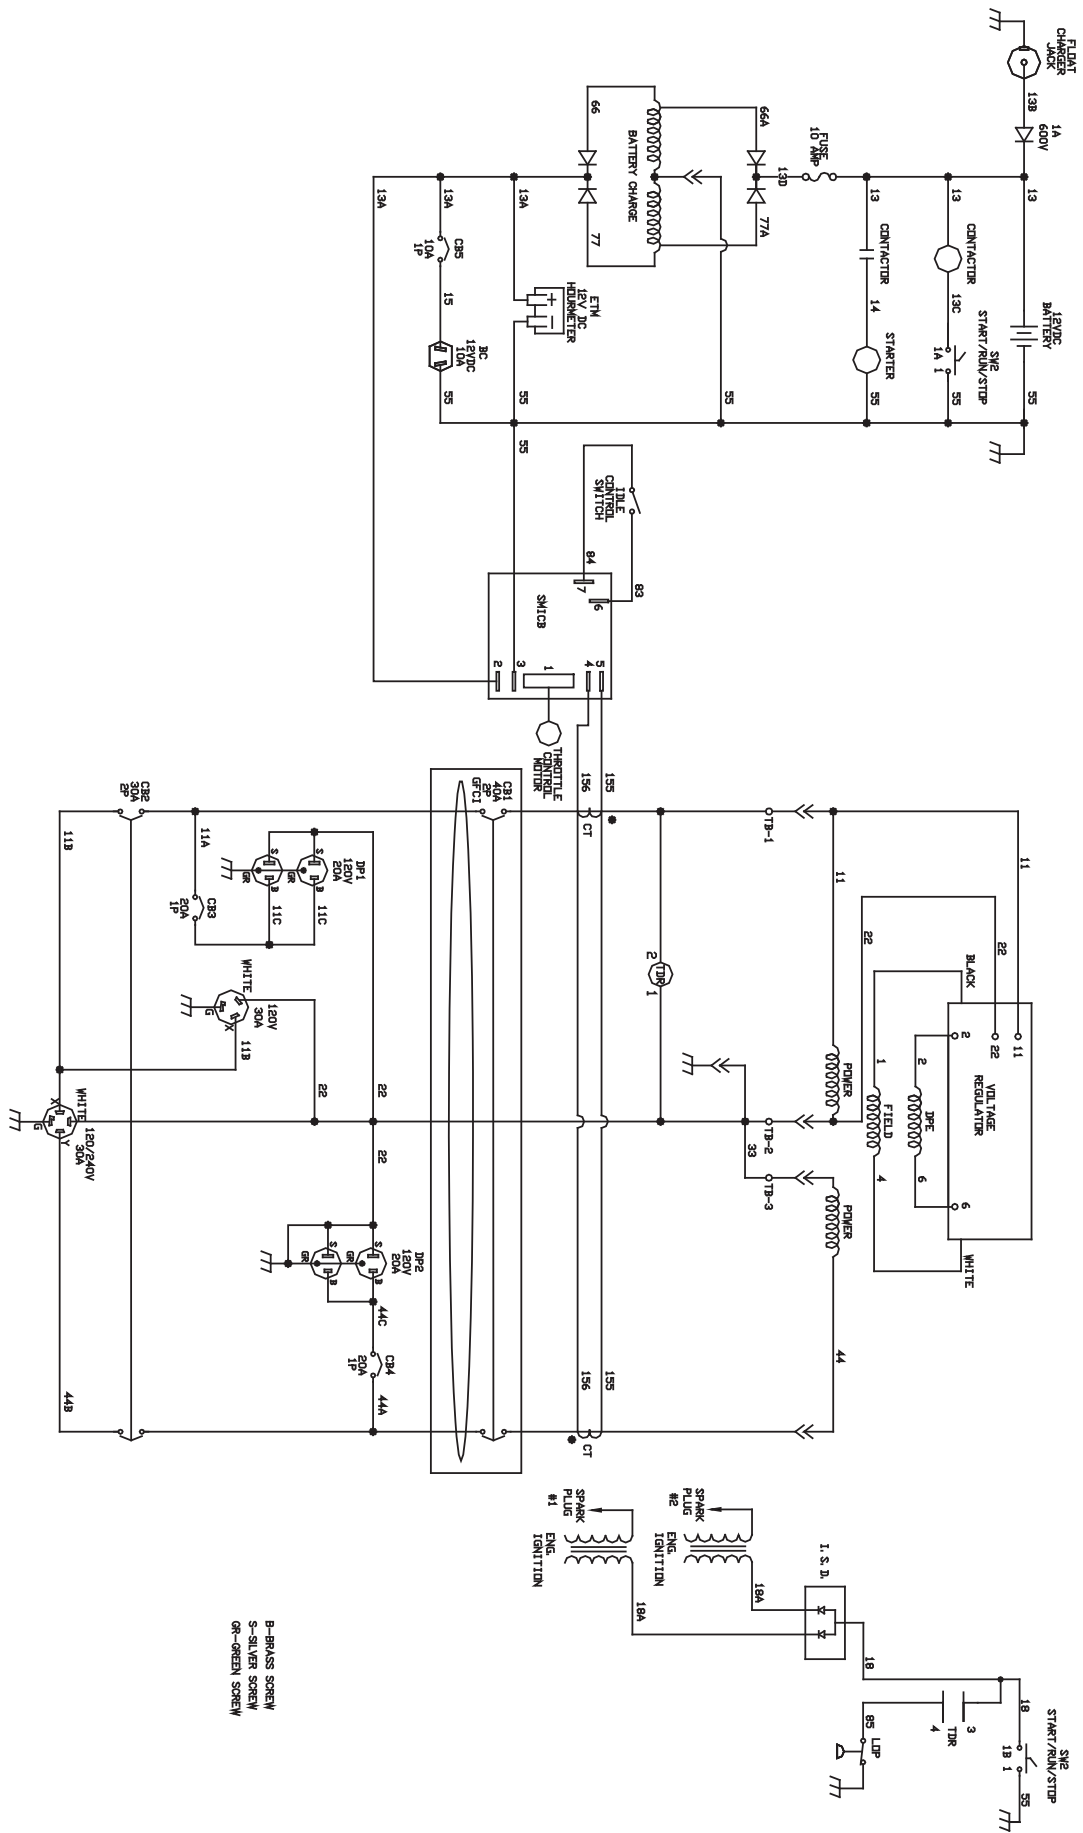 FLOAT
CHARGER
JACK
13B
1A
600V
13
12VDC
BATTERY
55
13
CONTACTOR
13C
SW2
START/RUN/STOP
1A
1
55
13
CONTACTOR
14
STARTER
55
FUSE
10 AMP
13D
66A
77A
55
BATTERY CHARGE
66
77
13A
ETM
12V DC
HOURMETER
+
-
55
55
13A
CB5
10A
1P
15
BC
12VDC
10A
55
13A
IDLE
CONTROL
SWITCH
83
84
6
7
SMICB
5
4
1
3
2
THROTTLE
CONTROL
MOTOR
155
156
CT
11
22
11
22
BLACK
11
22
2
6
VOLTAGE
REGULATOR
WHITE
2
DPE
6
1
FIELD
4
11
POWER
22
POWER
44
TB-1
TB-2
33
TB-3
2
TDR
1
155
156
CT
CB1
40A
2P
GFCI
DP1
120V
20A
S
B
GR
S
B
GR
11C
11C
11A
CB3
20A
1P
WHITE
120V
30A
X
G
11B
22
22
22
DP2
120V
20A
S
B
GR
S
B
GR
44C
CB4
20A
1P
44A
CB2
30A
2P
11B
WHITE
120/240V
30A
X
Y
G
44B
SPARK
PLUG
#2
ENG.
IGNITION
18A
SPARK
PLUG
#1
ENG.
IGNITION
18A
I. S. D.
18
SW2
START/RUN/STOP
18
1B
1
55
3
TDR
4
85
LOP
B-BRASS SCREW
S-SILVER SCREW
GR-GREEN SCREW